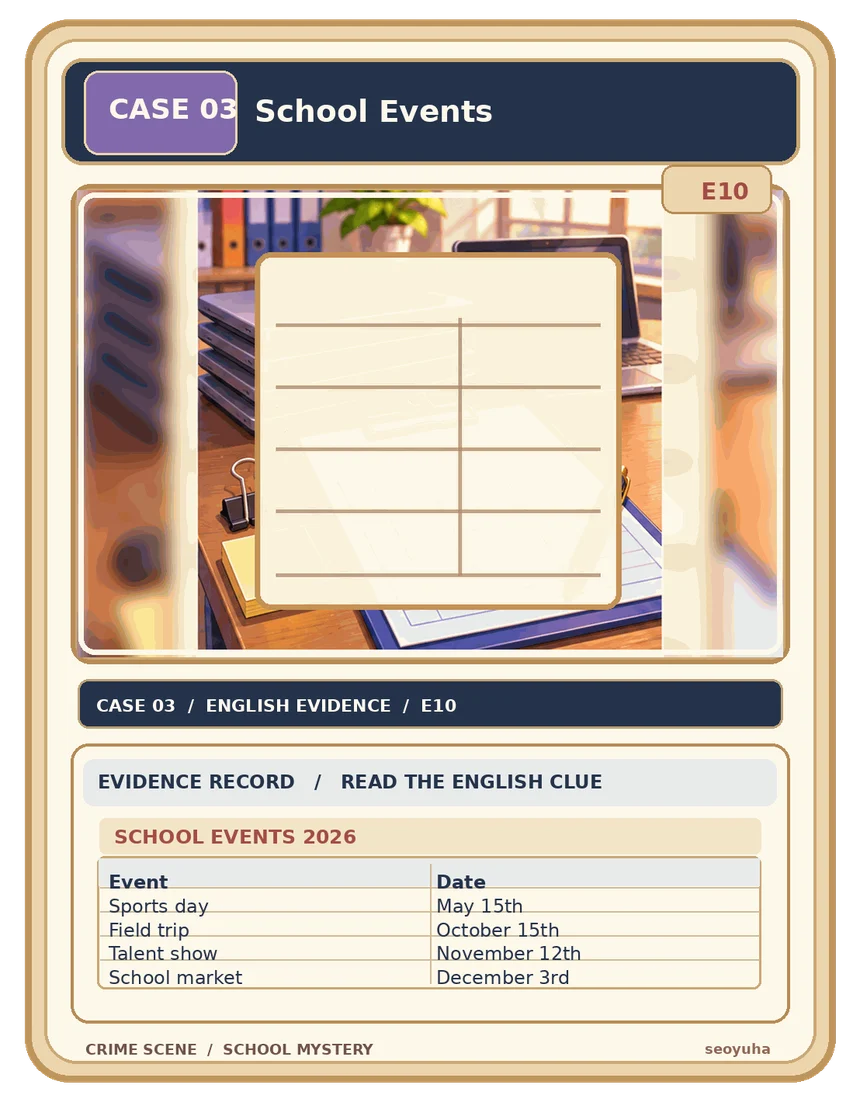 CASE 03 School Events
E10
CASE 03 / ENGLISH EVIDENCE / E10
EVIDENCE RECORD / READ THE ENGLISH CLUE
SCHOOL EVENTS 2026
Event Date
Sports day May 15th
Field trip October 15th
Talent show November 12th
School market December 3rd
CRIME SCENE / SCHOOL MYSTERY seoyuha